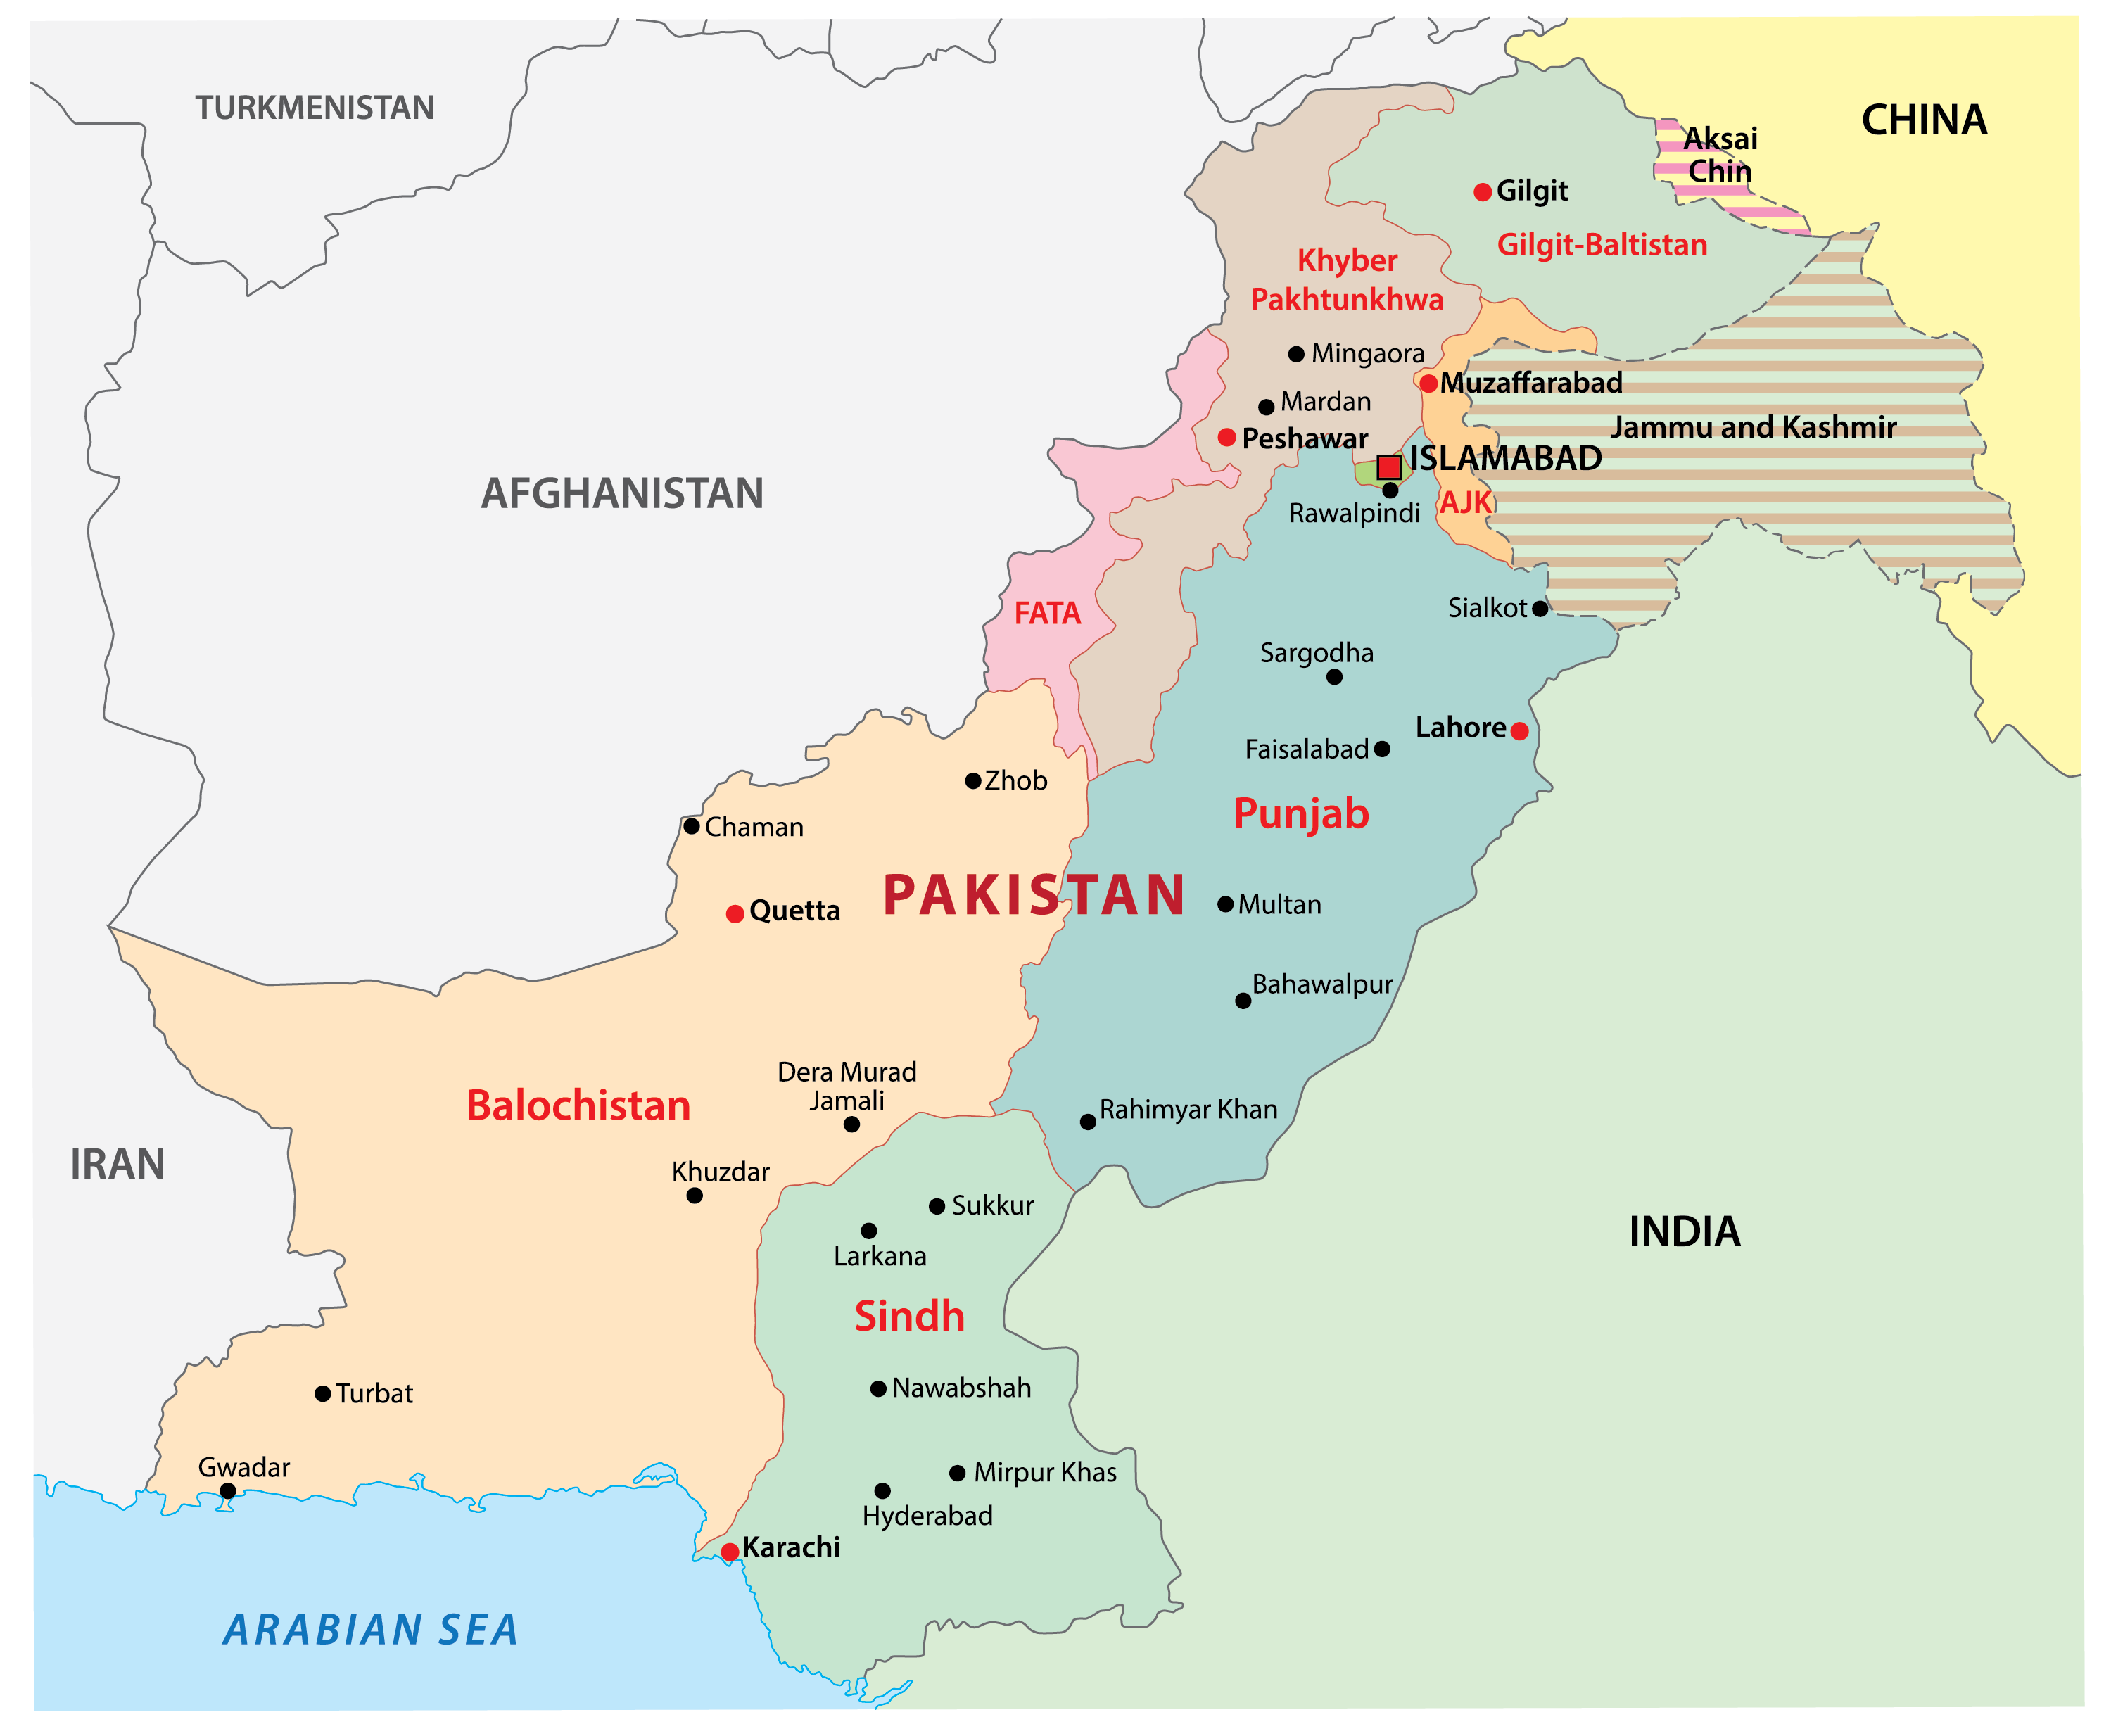 TURKMENISTAN
CHINA
Aksai
Chin
Gilgit
Gilgit-Baltistan
Khyber
Pakhtunkhwa
Mingaora
Muzaffarabad
Mardan
Jammu and Kashmir
Peshawar
ISLAMABAD
AFGHANISTAN
AJK
Rawalpindi
FATA
Sialkot
Sargodha
Lahore
Faisalabad
Zhob
Punjab
Chaman
PAKISTAN
Multan
Quetta
Bahawalpur
Dera Murad
Jamali
Balochistan
Rahimyar Khan
IRAN
Khuzdar
Sukkur
INDIA
Larkana
Sindh
Turbat
Nawabshah
Gwadar
Mirpur Khas
Hyderabad
Karachi
ARABIAN SEA